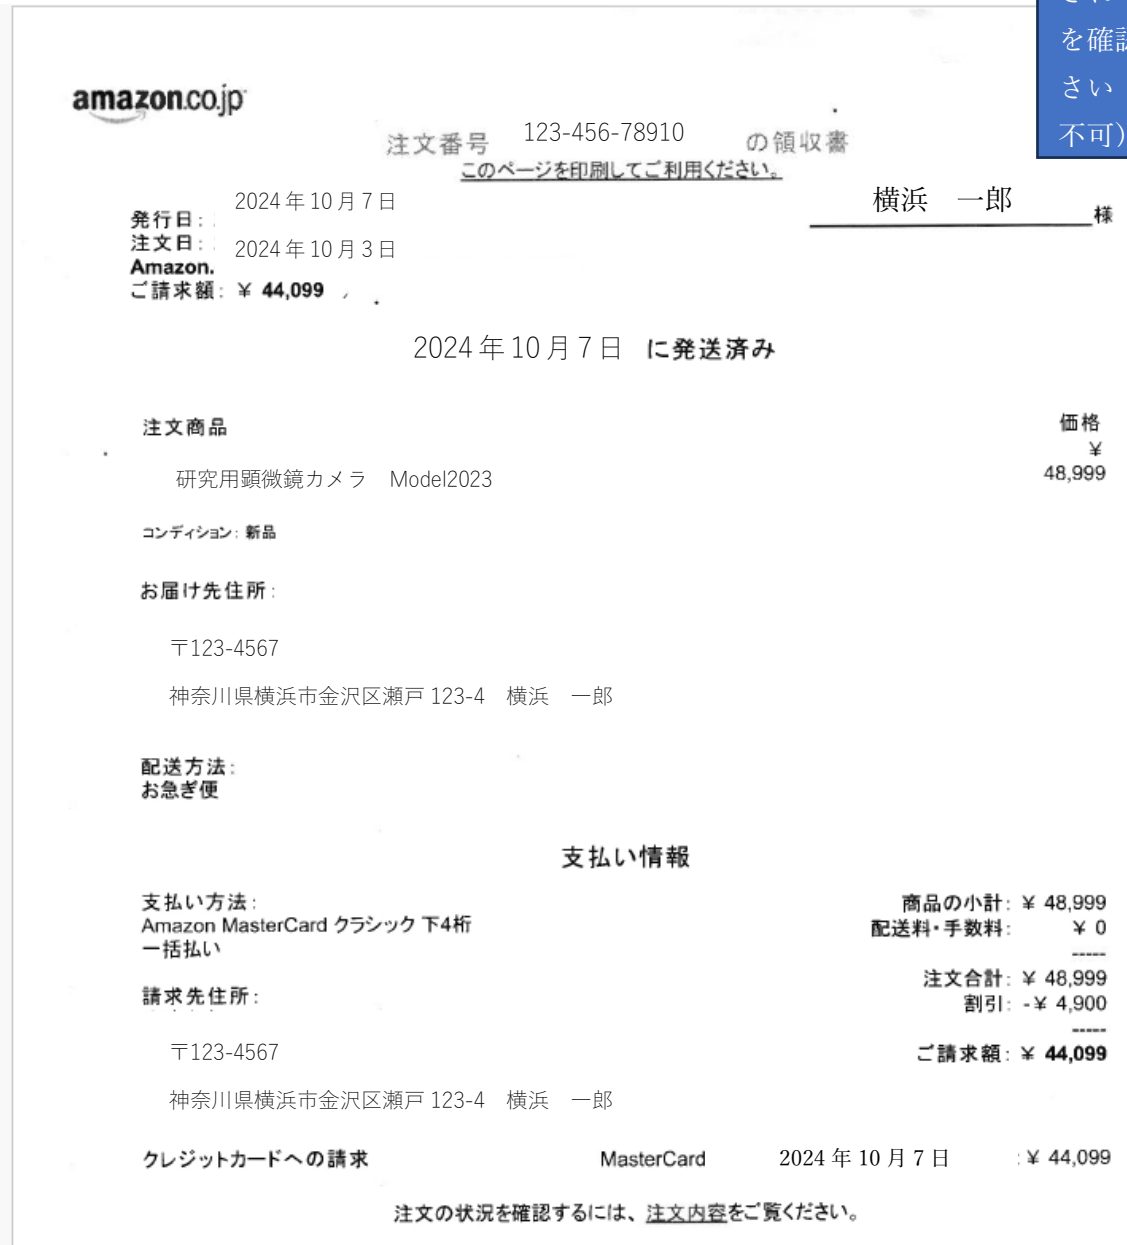 を確認
さい
不可)
amazon.co.jp
注文番号 123-456-78910 の領収書
このページを印刷してご利用ください。
横浜 一郎 様
発行日: 2024年10月7日
注文日: 2024年10月3日
Amazon.
ご請求額: ¥ 44,099
2024年10月7日 に発送済み
注文商品 価格
¥
研究用顕微鏡カメラ Model2023 48,999
コンディション: 新品
お届け先住所:
〒123-4567
神奈川県横浜市金沢区瀬戸 123-4 横浜 一郎
配送方法:
お急ぎ便
支払い情報
支払い方法:
Amazon MasterCard クラシック 下4桁
一括払い
商品の小計: ¥ 48,999
配送料・手数料: ¥ 0
-----
注文合計: ¥ 48,999
割引: -¥ 4,900
-----
ご請求額: ¥ 44,099
請求先住所:
〒123-4567
神奈川県横浜市金沢区瀬戸 123-4 横浜 一郎
クレジットカードへの請求 MasterCard 2024年10月7日 :¥ 44,099
注文の状況を確認するには、注文内容をご覧ください。